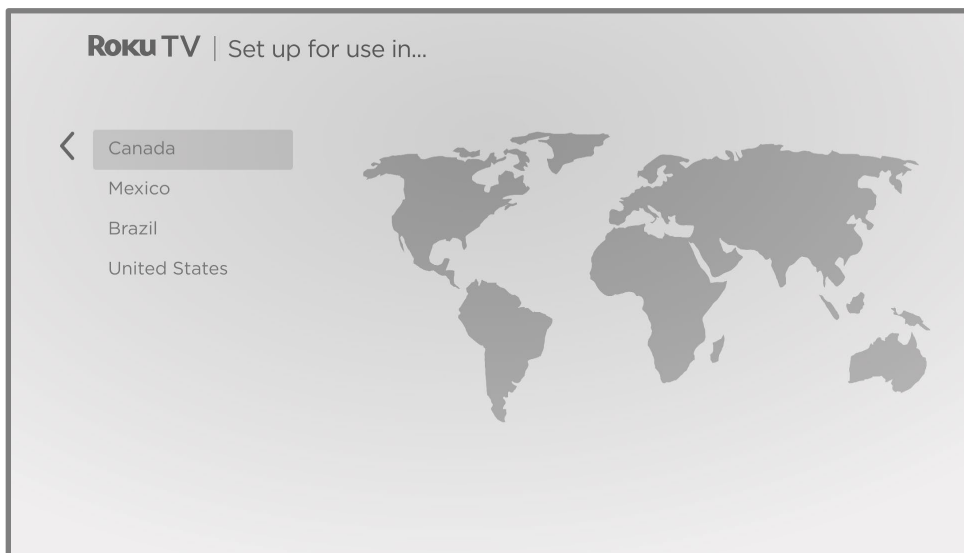 Roku TV | Set up for use in...
Canada
Mexico
Brazil
United States